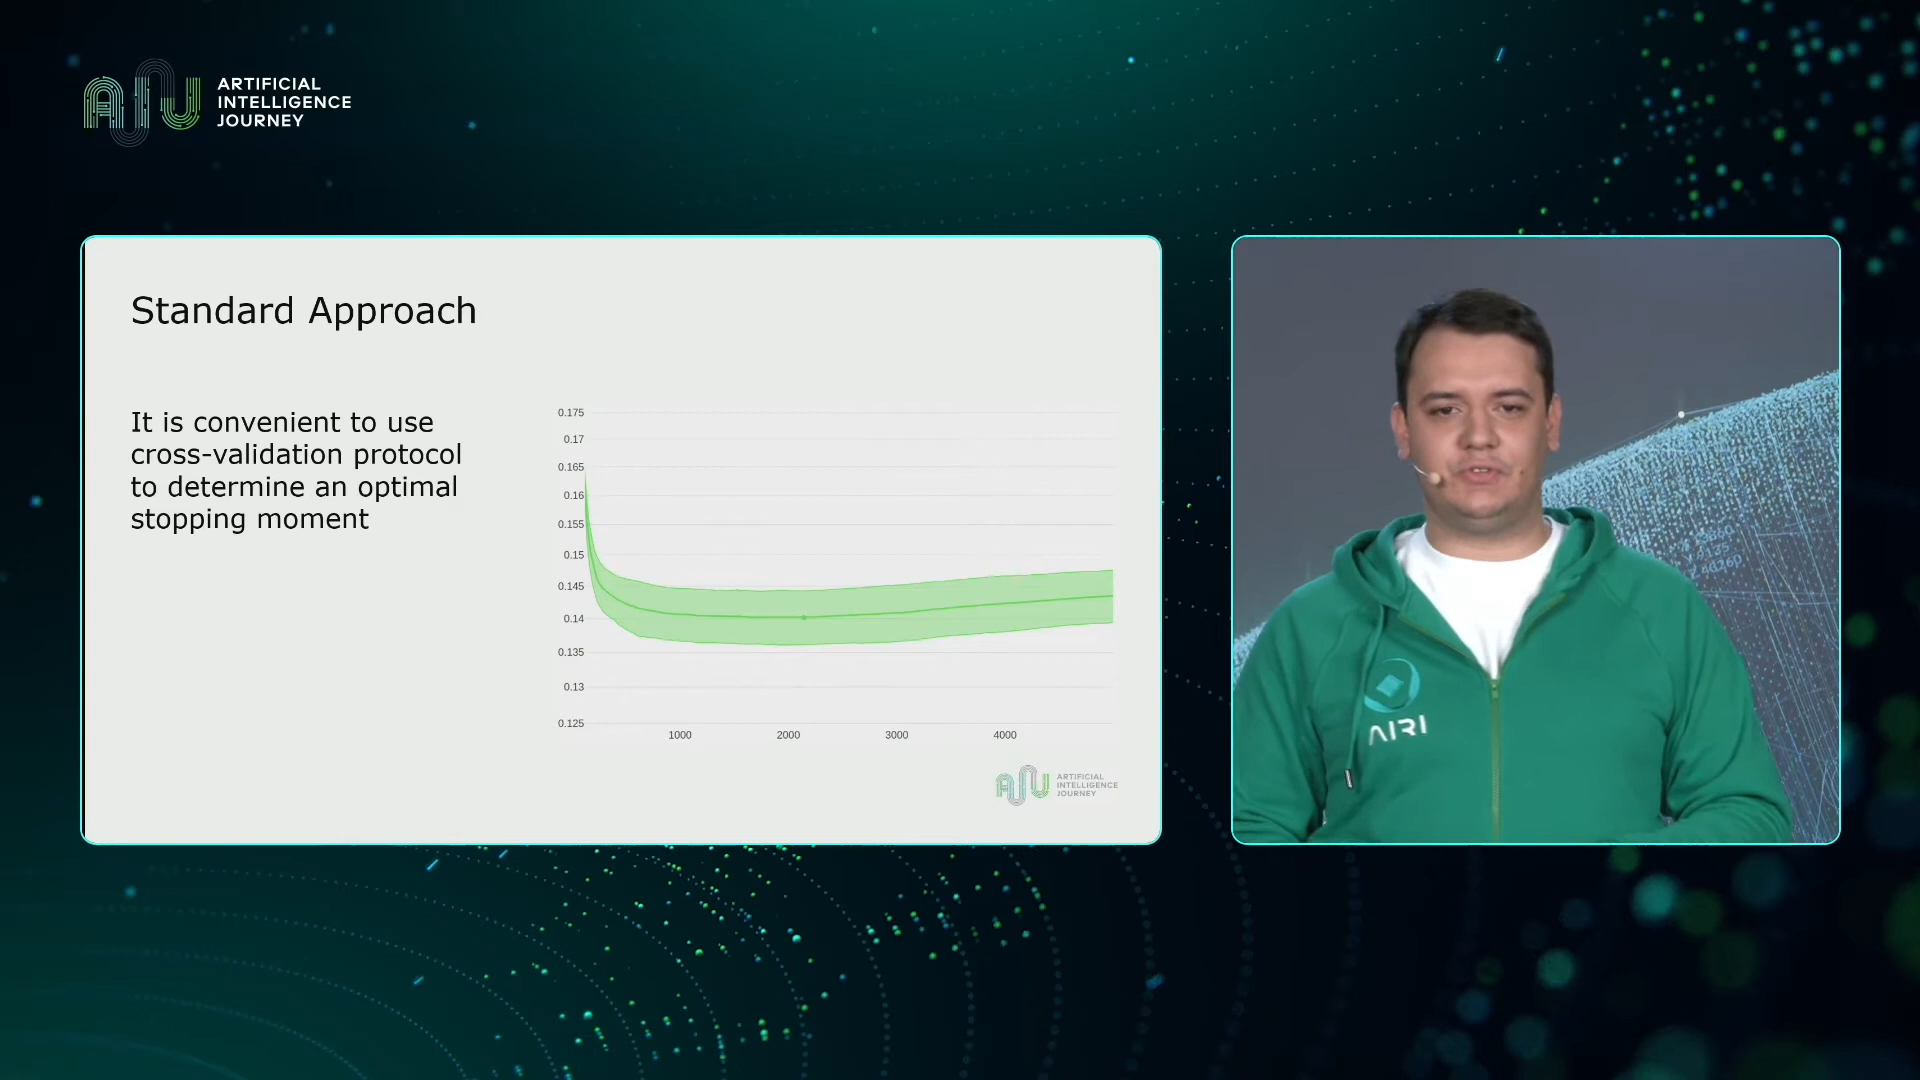 ARTIFICIAL
INTELLIGENCE
JOURNEY
Standard Approach
It is convenient to use
cross-validation protocol
to determine an optimal
stopping moment
0.175
0.17
0.165
0.16
0.155
0.15
0.145
0.14
0.135
0.13
0.125
1000
2000
3000
4000
ARTIFICIAL
INTELLIGENCE
JOURNEY
AIRI